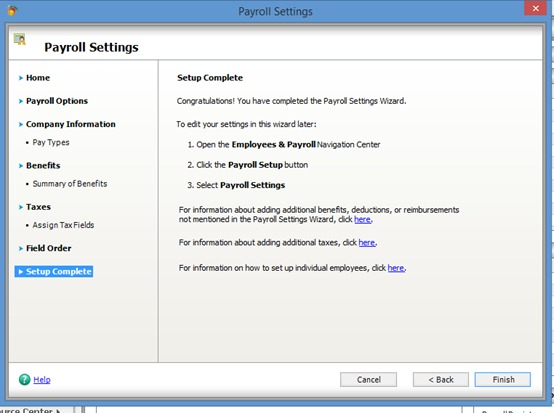 Payroll Settings
Payroll Settings
Home
Payroll Options
Company Information
• Pay Types
Benefits
• Summary of Benefits
Taxes
• Assign Tax Fields
Field Order
Setup Complete
Setup Complete
Congratulations! You have completed the Payroll Settings Wizard.
To edit your settings in this wizard later:
1. Open the Employees & Payroll Navigation Center
2. Click the Payroll Setup button
3. Select Payroll Settings
For information about adding additional benefits, deductions, or reimbursements
not mentioned in the Payroll Settings Wizard, click here.
For information about adding additional taxes, click here.
For information on how to set up individual employees, click here.
Help
Cancel
< Back
Finish
Center